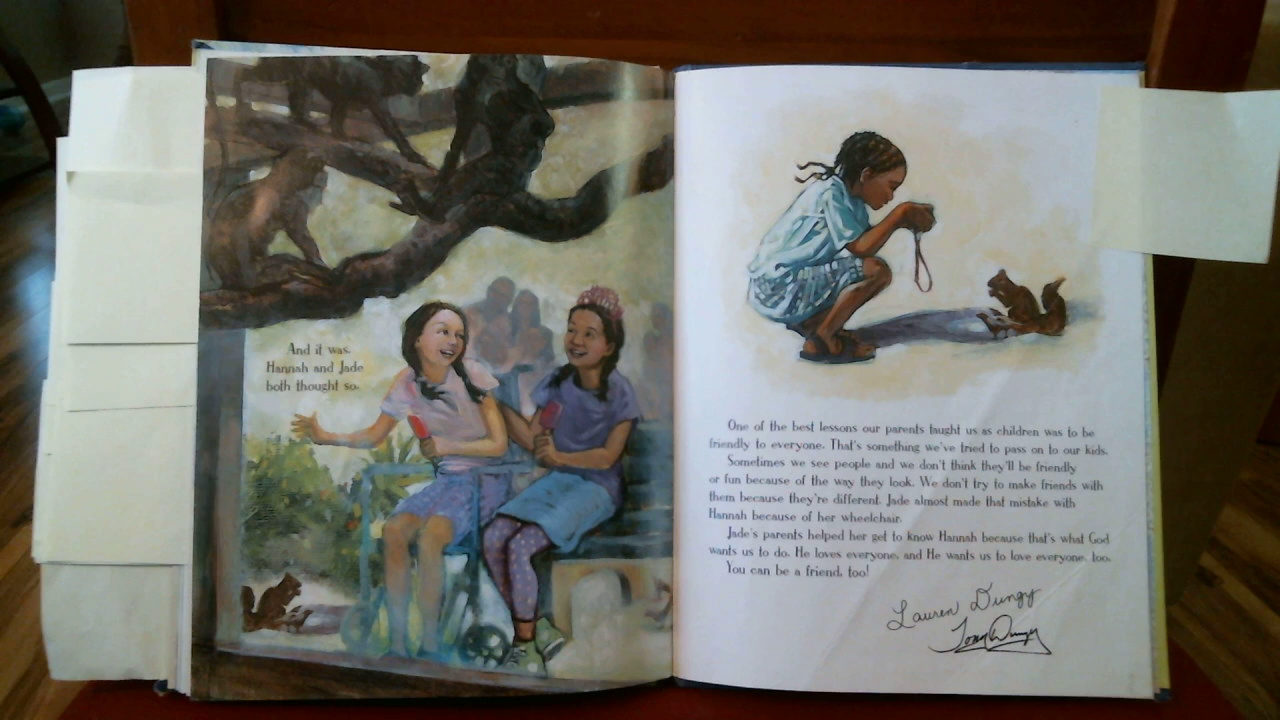 And it was.
Hannah and Jade
both thought so.
One of the best lessons our parents taught us as children was to be
friendly to everyone. That's something we've tried to pass on to our kids.
Sometimes we see people and we don't think they'll be friendly
or fun because of the way they look. We don't try to make friends with
them because they're different. Jade almost made that mistake with
Hannah because of her wheelchair.
Jade's parents helped her get to know Hannah because that's what God
wants us to do. He loves everyone, and He wants us to love everyone, too.
You can be a friend, too!
Lauren Dungy
Tony Dungy